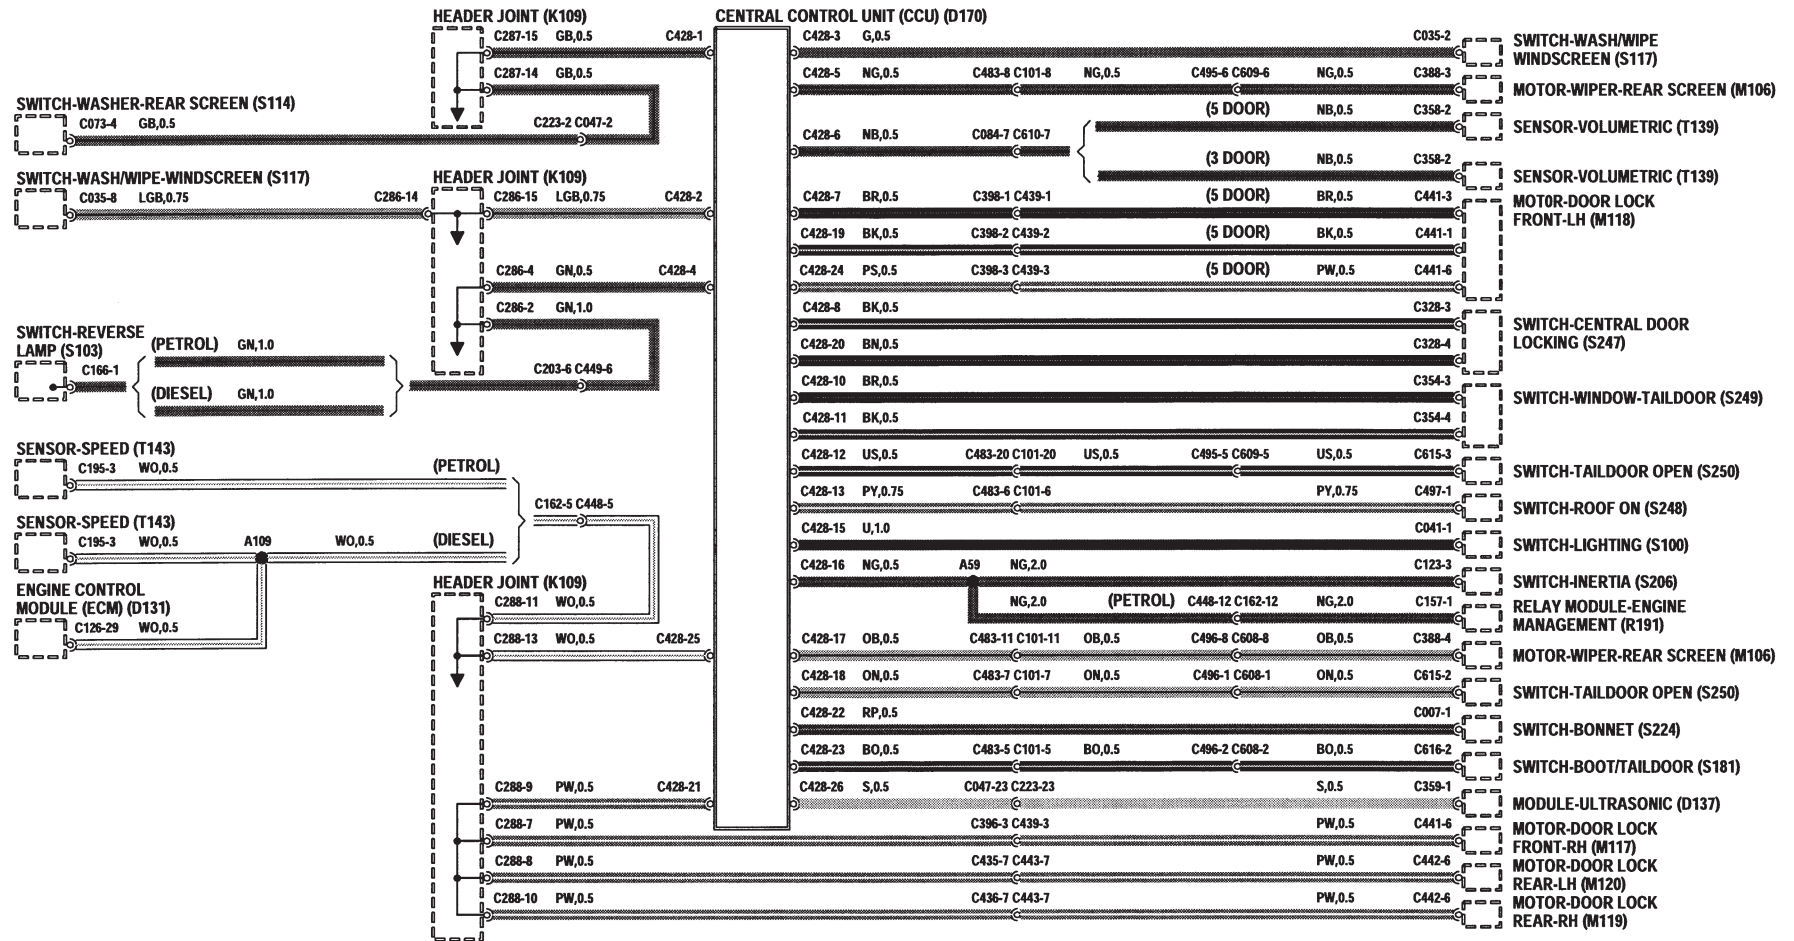 HEADER JOINT (K109)
C287-15 GB,0.5 C428-1
C287-14 GB,0.5
SWITCH-WASHER-REAR SCREEN (S114)
C073-4 GB,0.5 C223-2 C047-2
SWITCH-WASH/WIPE-WINDSCREEN (S117)
C035-8 LGB,0.75 C286-14
HEADER JOINT (K109)
C286-15 LGB,0.75 C428-2
C286-4 GN,0.5 C428-4
C286-2 GN,1.0
SWITCH-REVERSE
LAMP (S103)
C166-1
(PETROL) GN,1.0
(DIESEL) GN,1.0
C203-6 C449-6
SENSOR-SPEED (T143)
C195-3 WO,0.5 (PETROL)
C162-5 C448-5
SENSOR-SPEED (T143)
C195-3 WO,0.5 A109 WO,0.5 (DIESEL)
ENGINE CONTROL
MODULE (ECM) (D131)
C126-29 WO,0.5
HEADER JOINT (K109)
C288-11 WO,0.5
C288-13 WO,0.5 C428-25
C288-9 PW,0.5 C428-21
CENTRAL CONTROL UNIT (CCU) (D170)
C428-3 G,0.5 C035-2
SWITCH-WASH/WIPE
WINDSCREEN (S117)
C428-5 NG,0.5 C483-8 C101-8 NG,0.5 C495-6 C609-6 NG,0.5 C388-3
MOTOR-WIPER-REAR SCREEN (M106)
C428-6 NB,0.5 C084-7 C610-7
(5 DOOR) NB,0.5 C358-2
SENSOR-VOLUMETRIC (T139)
(3 DOOR) NB,0.5 C358-2
SENSOR-VOLUMETRIC (T139)
C428-7 BR,0.5 C398-1 C439-1 (5 DOOR) BR,0.5 C441-3
MOTOR-DOOR LOCK
FRONT-LH (M118)
C428-19 BK,0.5 C398-2 C439-2 (5 DOOR) BK,0.5 C441-1
C428-24 PS,0.5 C398-3 C439-3 (5 DOOR) PW,0.5 C441-6
C428-8 BK,0.5 C328-3
SWITCH-CENTRAL DOOR
LOCKING (S247)
C428-20 BN,0.5 C328-4
C428-10 BR,0.5 C354-3
SWITCH-WINDOW-TAILDOOR (S249)
C428-11 BK,0.5 C354-4
C428-12 US,0.5 C483-20 C101-20 US,0.5 C495-5 C609-5 US,0.5 C615-3
SWITCH-TAILDOOR OPEN (S250)
C428-13 PY,0.75 C483-6 C101-6 PY,0.75 C497-1
SWITCH-ROOF ON (S248)
C428-15 U,1.0 C041-1
SWITCH-LIGHTING (S100)
C428-16 NG,0.5 A59 NG,2.0 C123-3
SWITCH-INERTIA (S206)
NG,2.0 (PETROL) C448-12 C162-12 NG,2.0 C157-1
RELAY MODULE-ENGINE
MANAGEMENT (R191)
C428-17 OB,0.5 C483-11 C101-11 OB,0.5 C496-8 C608-8 OB,0.5 C388-4
MOTOR-WIPER-REAR SCREEN (M106)
C428-18 ON,0.5 C483-7 C101-7 ON,0.5 C496-1 C608-1 ON,0.5 C615-2
SWITCH-TAILDOOR OPEN (S250)
C428-22 RP,0.5 C007-1
SWITCH-BONNET (S224)
C428-23 BO,0.5 C483-5 C101-5 BO,0.5 C496-2 C608-2 BO,0.5 C616-2
SWITCH-BOOT/TAILDOOR (S181)
C428-26 S,0.5 C047-23 C223-23 S,0.5 C359-1
MODULE-ULTRASONIC (D137)
C288-7 PW,0.5 C396-3 C439-3 PW,0.5 C441-6
MOTOR-DOOR LOCK
FRONT-RH (M117)
C288-8 PW,0.5 C435-7 C443-7 PW,0.5 C442-6
MOTOR-DOOR LOCK
REAR-LH (M120)
C288-10 PW,0.5 C436-7 C443-7 PW,0.5 C442-6
MOTOR-DOOR LOCK
REAR-RH (M119)